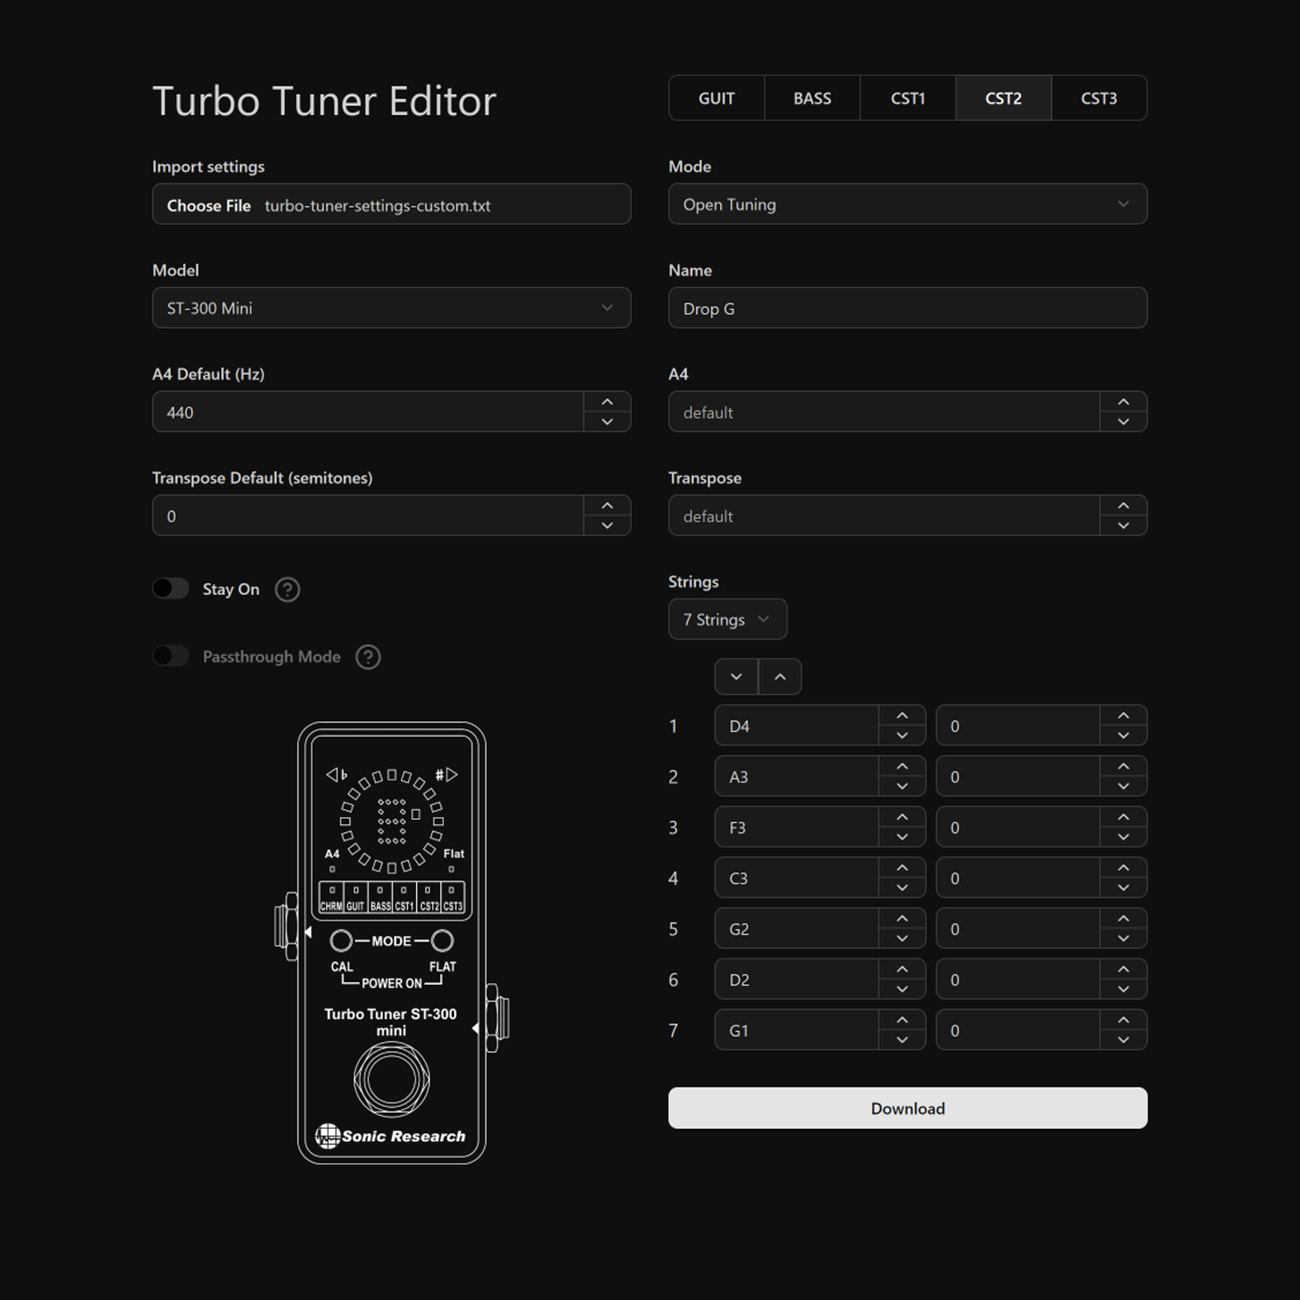 Turbo Tuner Editor
GUIT BASS CST1 CST2 CST3
Import settings
Choose File turbo-tuner-settings-custom.txt
Mode
Open Tuning
Model
ST-300 Mini
Name
Drop G
A4 Default (Hz)
440
A4
default
Transpose Default (semitones)
0
Transpose
default
Stay On ?
Passthrough Mode ?
Strings
7 Strings
1 D4 0
2 A3 0
3 F3 0
4 C3 0
5 G2 0
6 D2 0
7 G1 0
Download
♭ #
A4 Flat
CHRM GUIT BASS CST1 CST2 CST3
MODE
CAL FLAT
POWER ON
Turbo Tuner ST-300
mini
Sonic Research